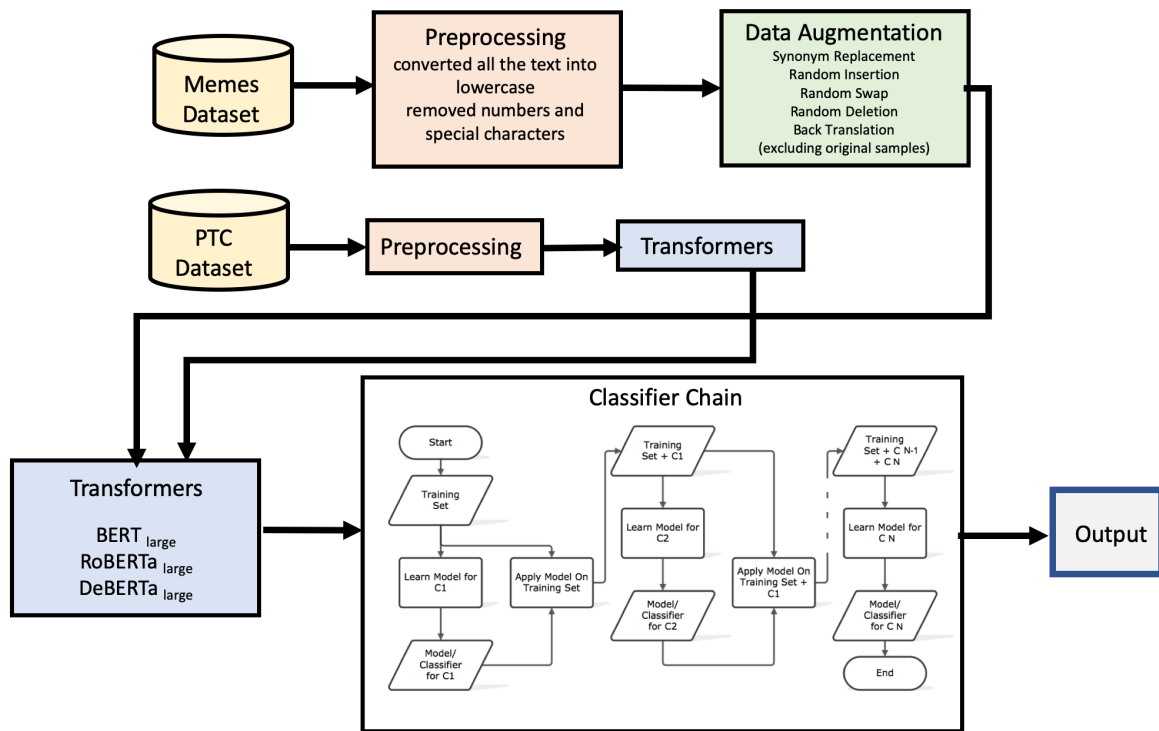 Memes
Dataset
Preprocessing
converted all the text into
lowercase
removed numbers and
special characters
Data Augmentation
Synonym Replacement
Random Insertion
Random Swap
Random Deletion
Back Translation
(excluding original samples)
PTC
Dataset
Preprocessing
Transformers
Transformers
BERT large
RoBERTa large
DeBERTa large
Classifier Chain
Start
Training
Set
Learn Model for
C1
Model/
Classifier
for C1
Apply Model On
Training Set
Training
Set + C1
Learn Model for
C2
Model/
Classifier
for C2
Apply Model On
Training Set +
C1
Training
Set + C N-1
+ C N
Learn Model for
C N
Model/
Classifier
for C N
End
Output